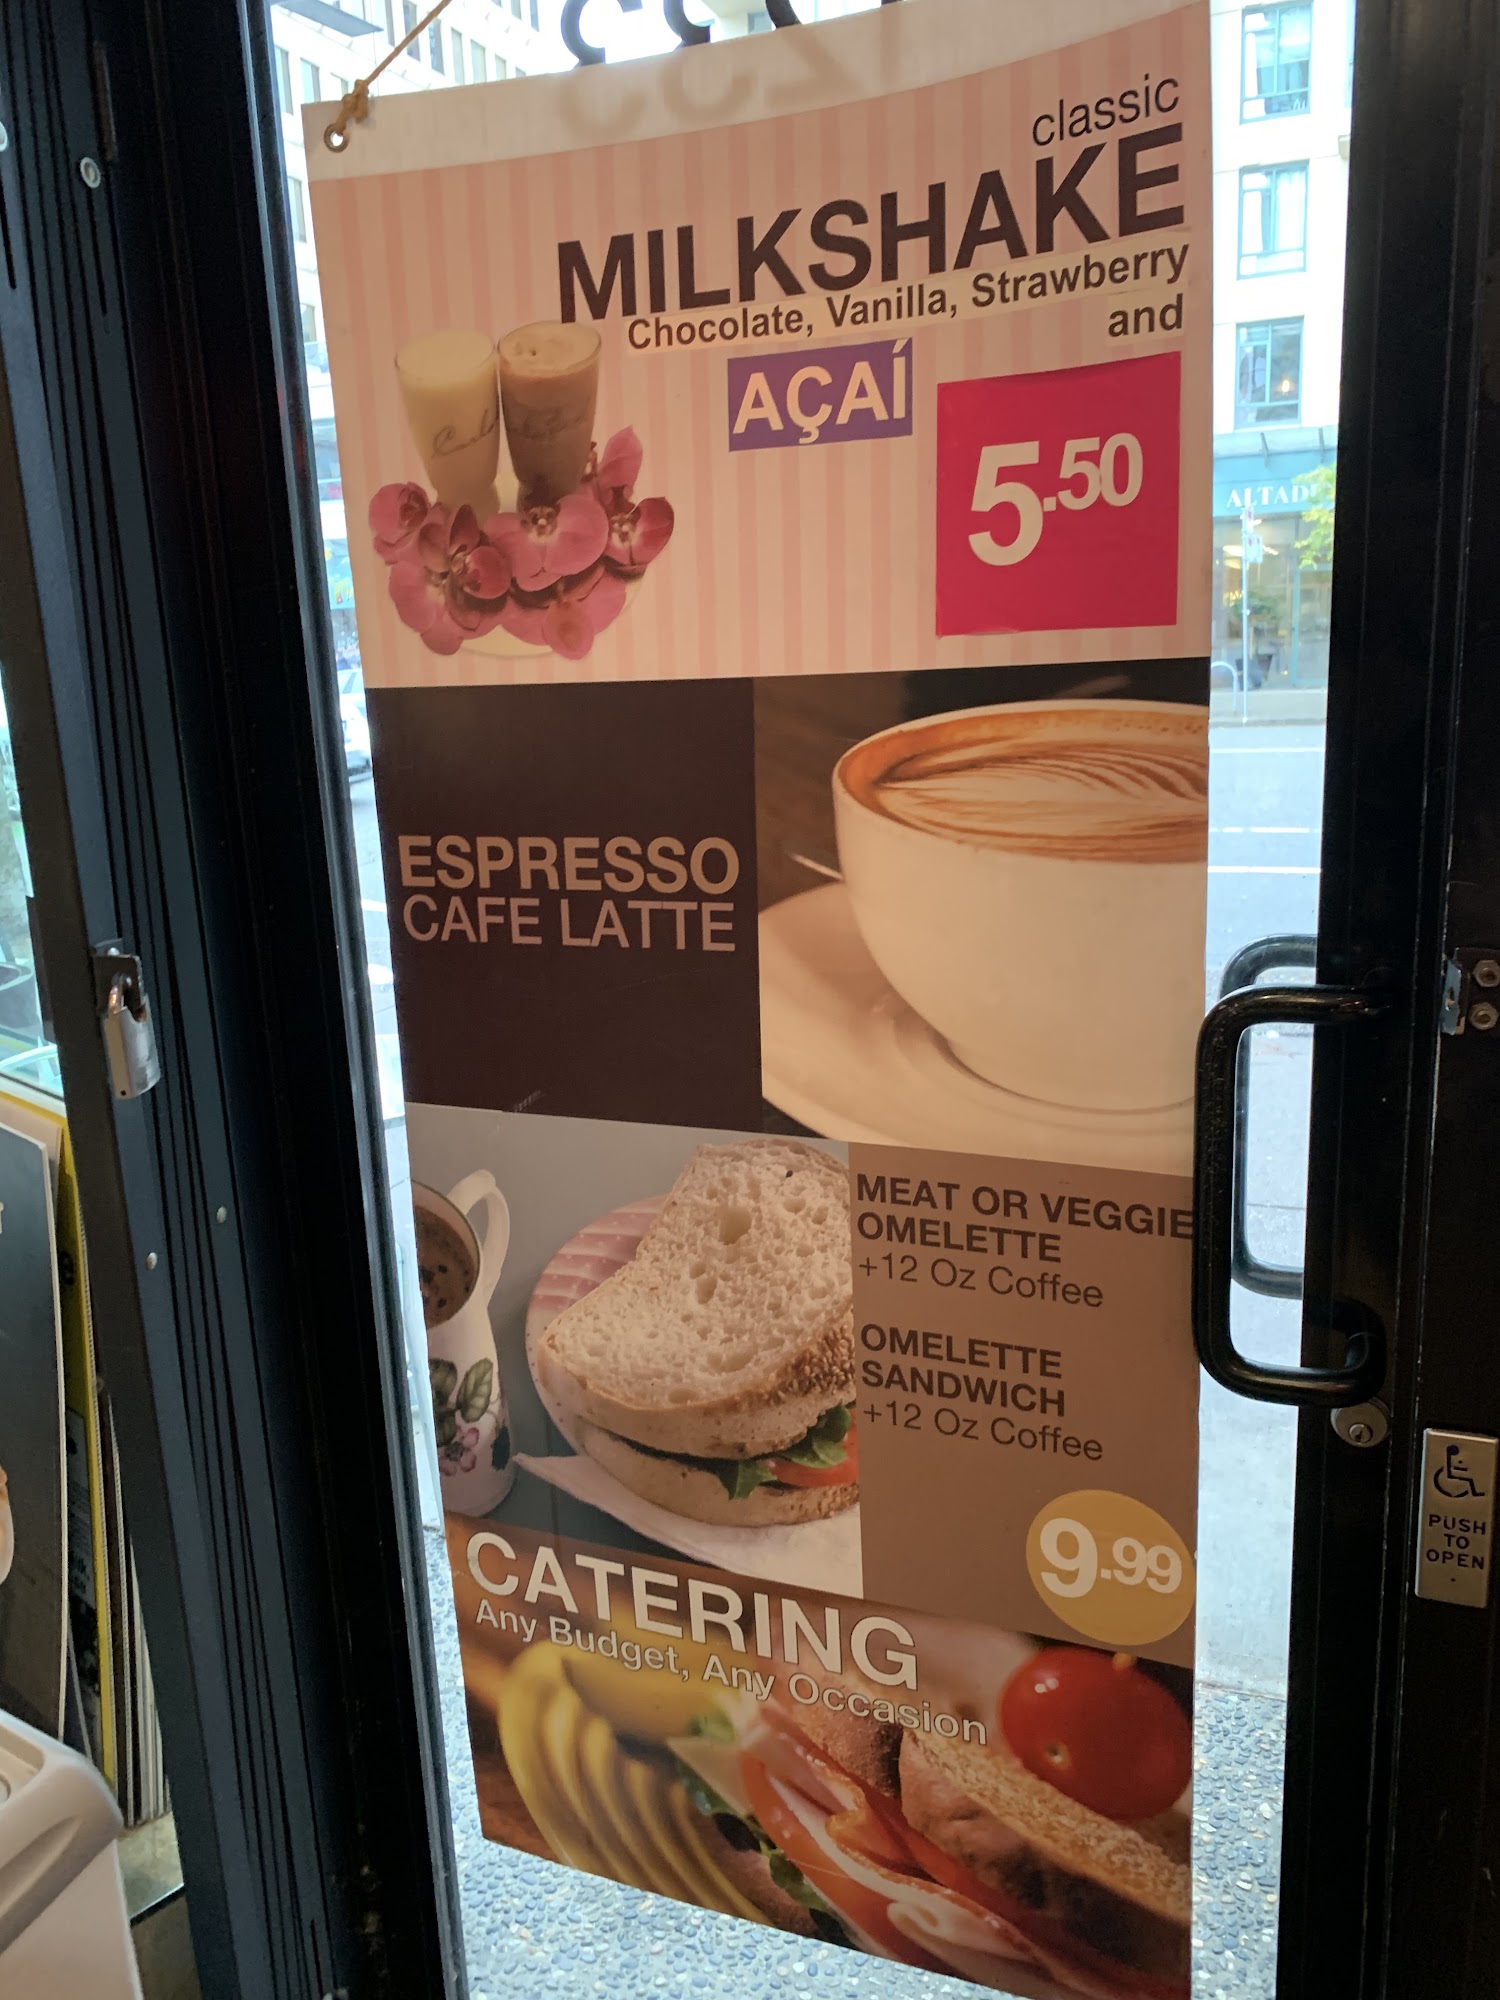 classic
MILKSHAKE
Chocolate, Vanilla, Strawberry
and
AÇAÍ
5.50
ESPRESSO
CAFE LATTE
MEAT OR VEGGIE
OMELETTE
+12 Oz Coffee
OMELETTE
SANDWICH
+12 Oz Coffee
9.99
CATERING
Any Budget, Any Occasion
PUSH
TO
OPEN